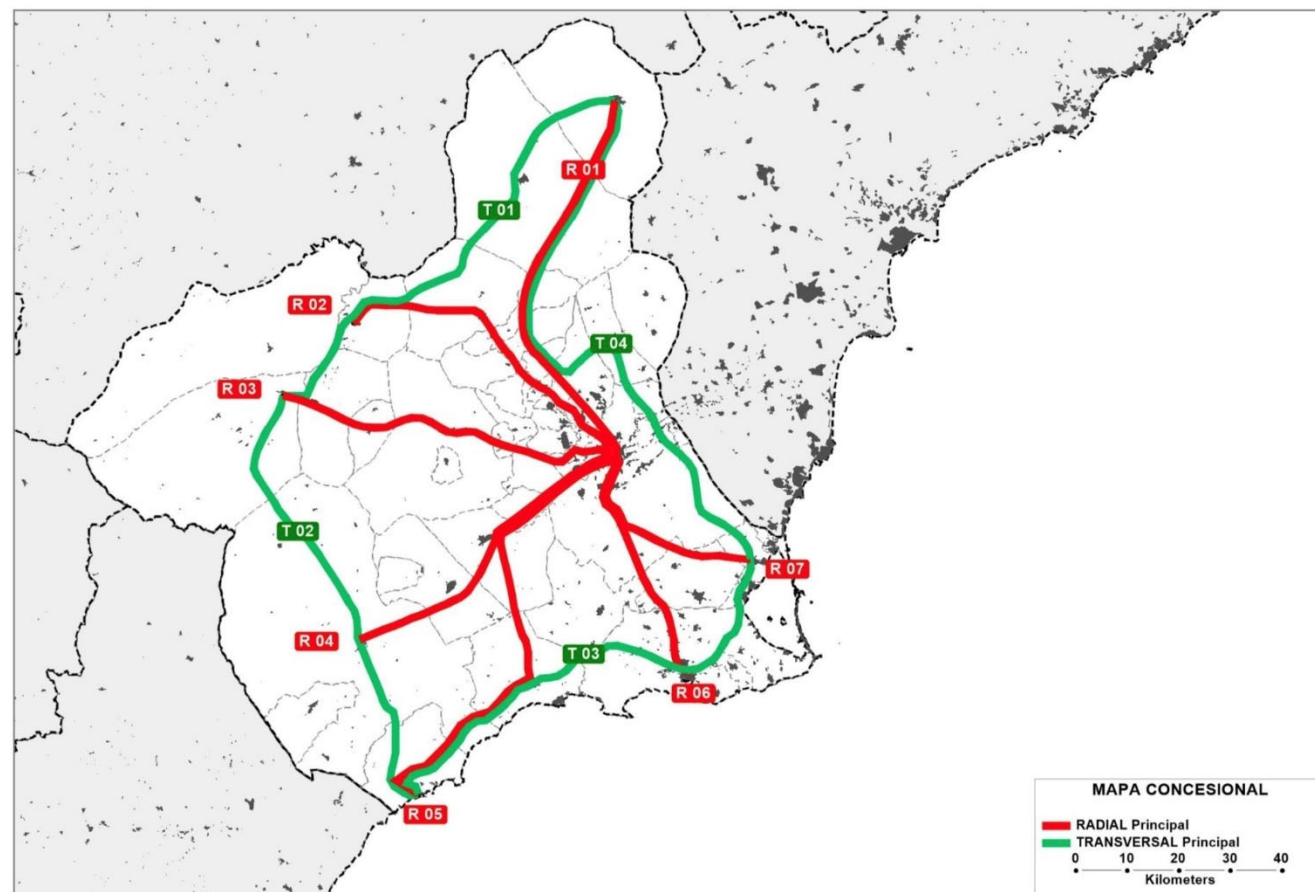 R 01
T 01
R 02
T 04
R 03
T 02
R 07
R 04
T 03
R 06
R 05
MAPA CONCESIONAL
RADIAL Principal
TRANSVERSAL Principal
0 10 20 30 40
Kilometers